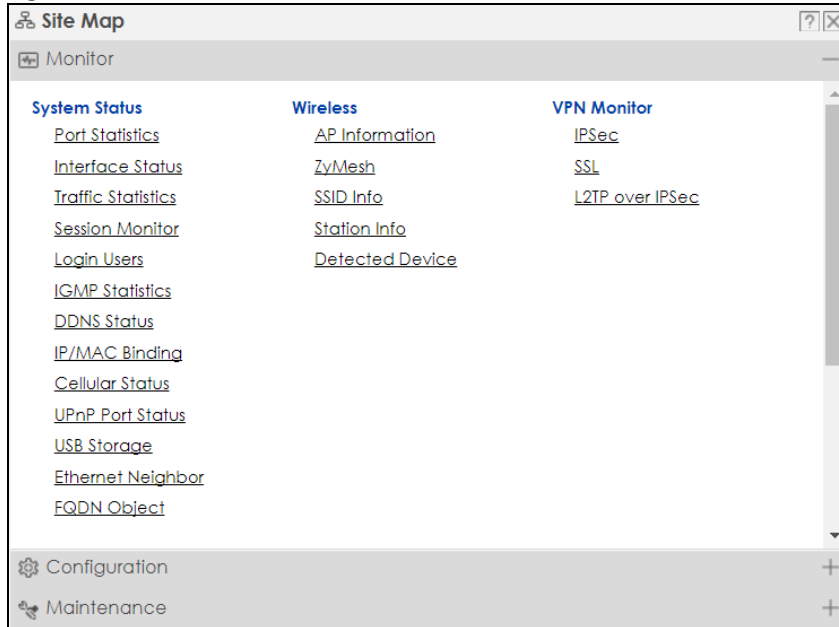 Site Map
?
Monitor
System Status
Port Statistics
Interface Status
Traffic Statistics
Session Monitor
Login Users
IGMP Statistics
DDNS Status
IP/MAC Binding
Cellular Status
UPnP Port Status
USB Storage
Ethernet Neighbor
FQDN Object
Wireless
AP Information
ZyMesh
SSID Info
Station Info
Detected Device
VPN Monitor
IPSec
SSL
L2TP over IPSec
Configuration
Maintenance